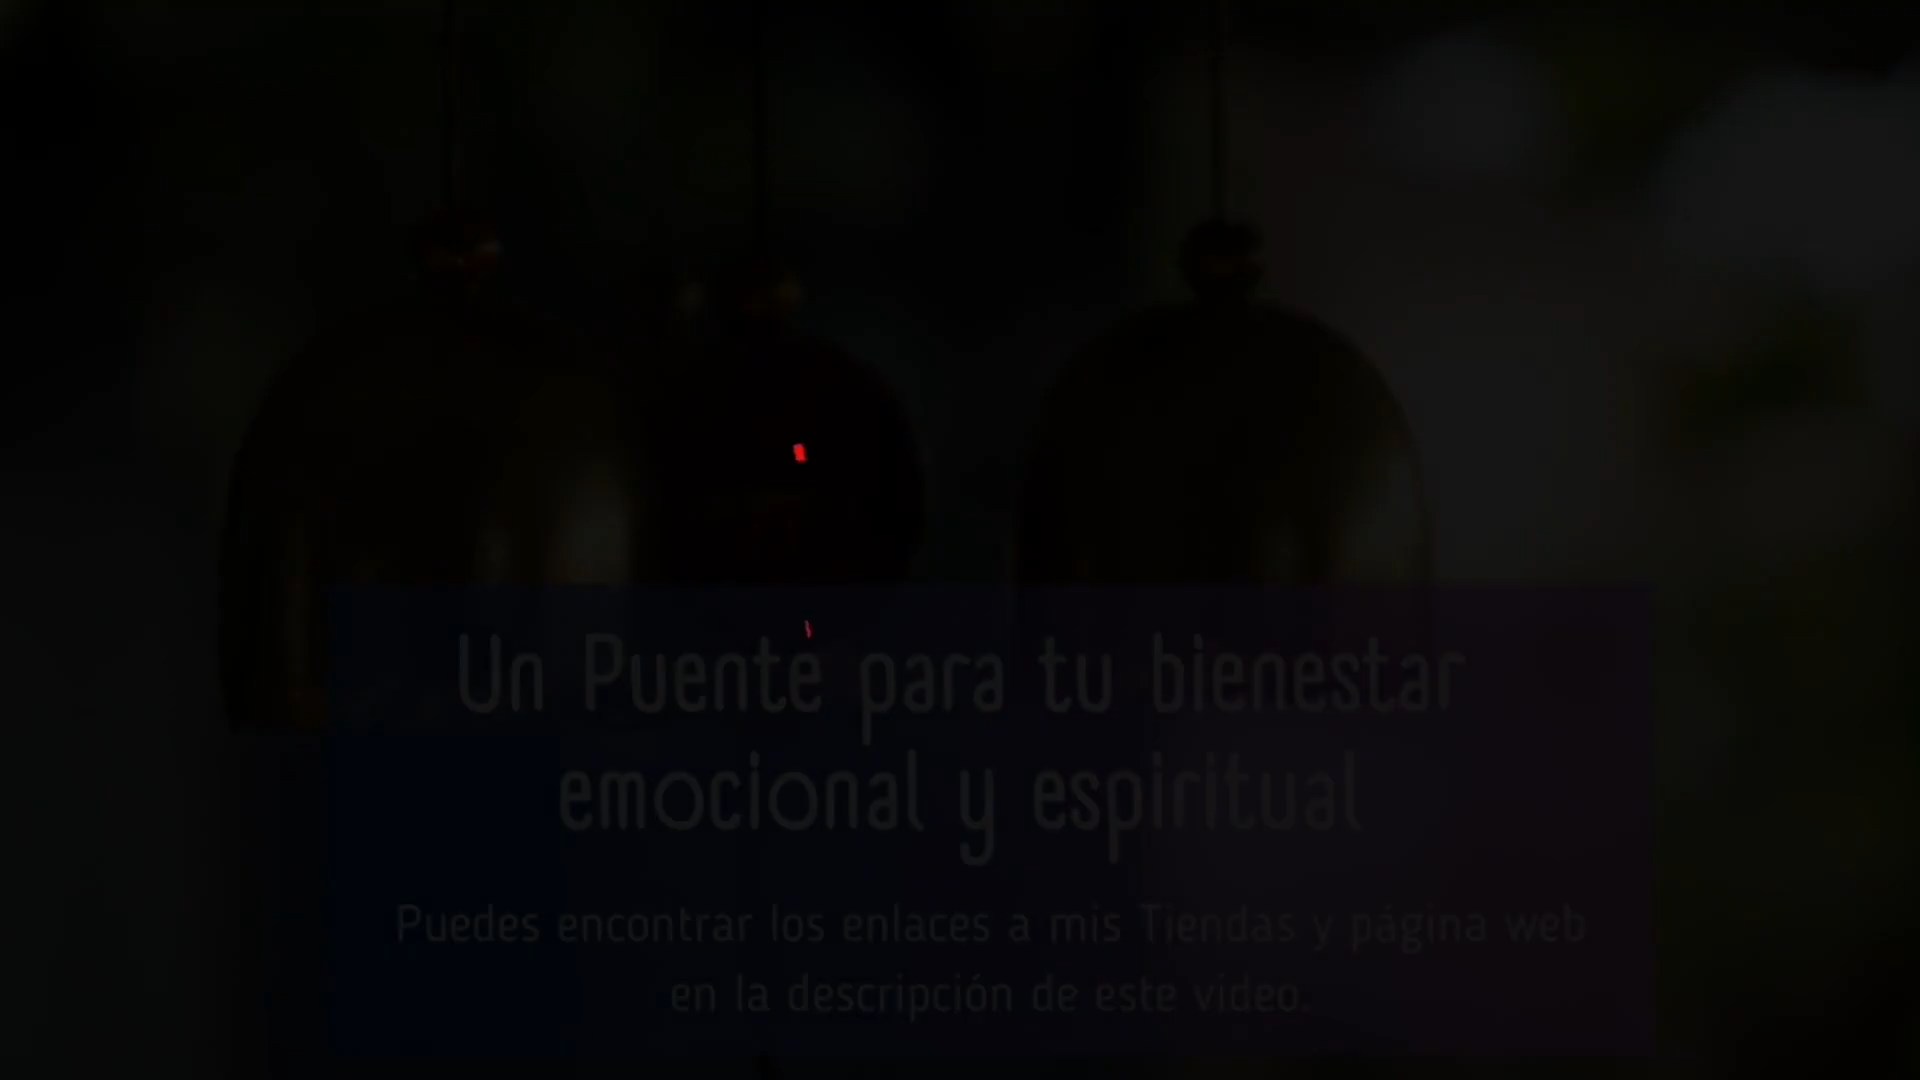 Un Puente para tu bienestar
emocional y espiritual
Puedes encontrar los enlaces a mis Tiendas y página web
en la descripción de este vídeo.